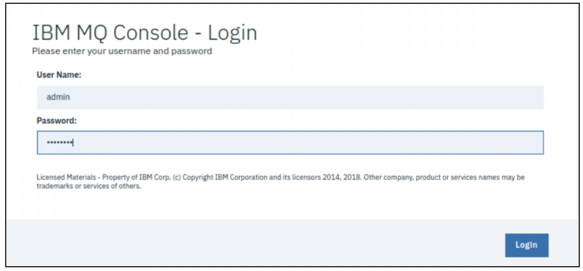 IBM MQ Console - Login
Please enter your username and password
User Name:
admin
Password:
••••••••
Licensed Materials - Property of IBM Corp. (c) Copyright IBM Corporation and its licensors 2014, 2018. Other company, product or services names may be
trademarks or services of others.
Login